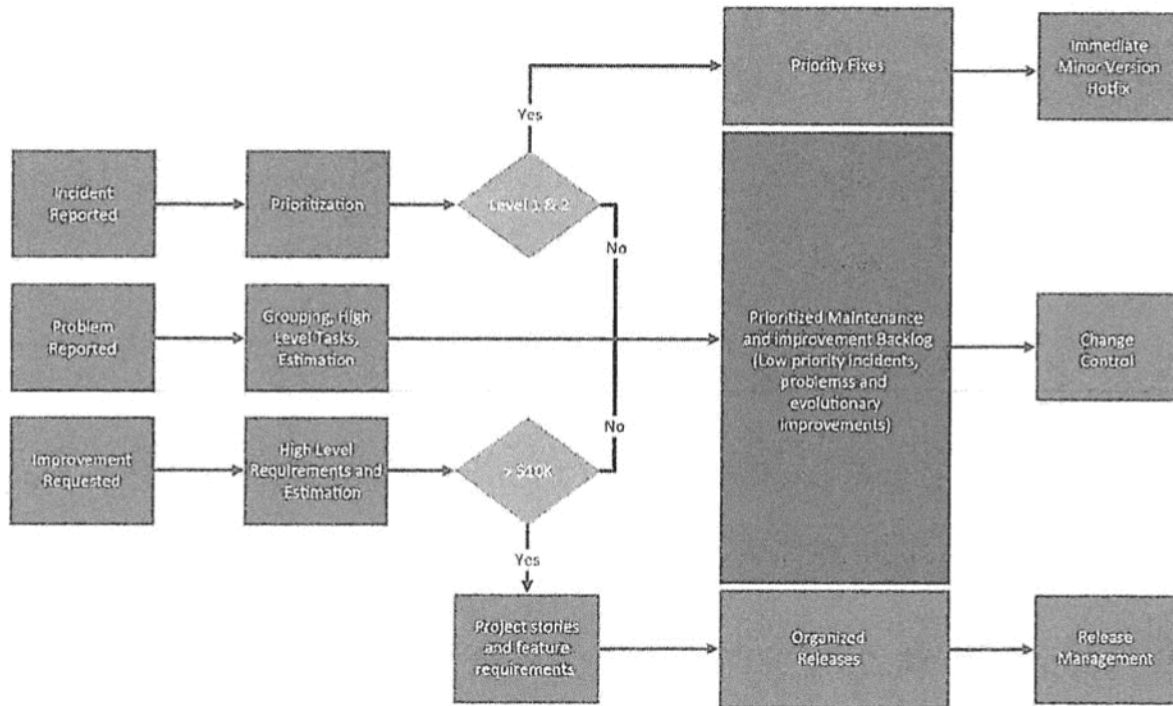 Priority Fixes
Immediate
Minor Version
Hotfix
Yes
Incident
Reported
Prioritization
Level 1 & 2
No
Problem
Reported
Grouping, High
Level Tasks,
Estimation
Prioritized Maintenance
and improvement Backlog
(Low priority incidents,
problemss and
evolutionary
improvements)
Change
Control
No
Improvement
Requested
High Level
Requirements and
Estimation
> $10K
Yes
Project stories
and feature
requirements
Organized
Releases
Release
Management